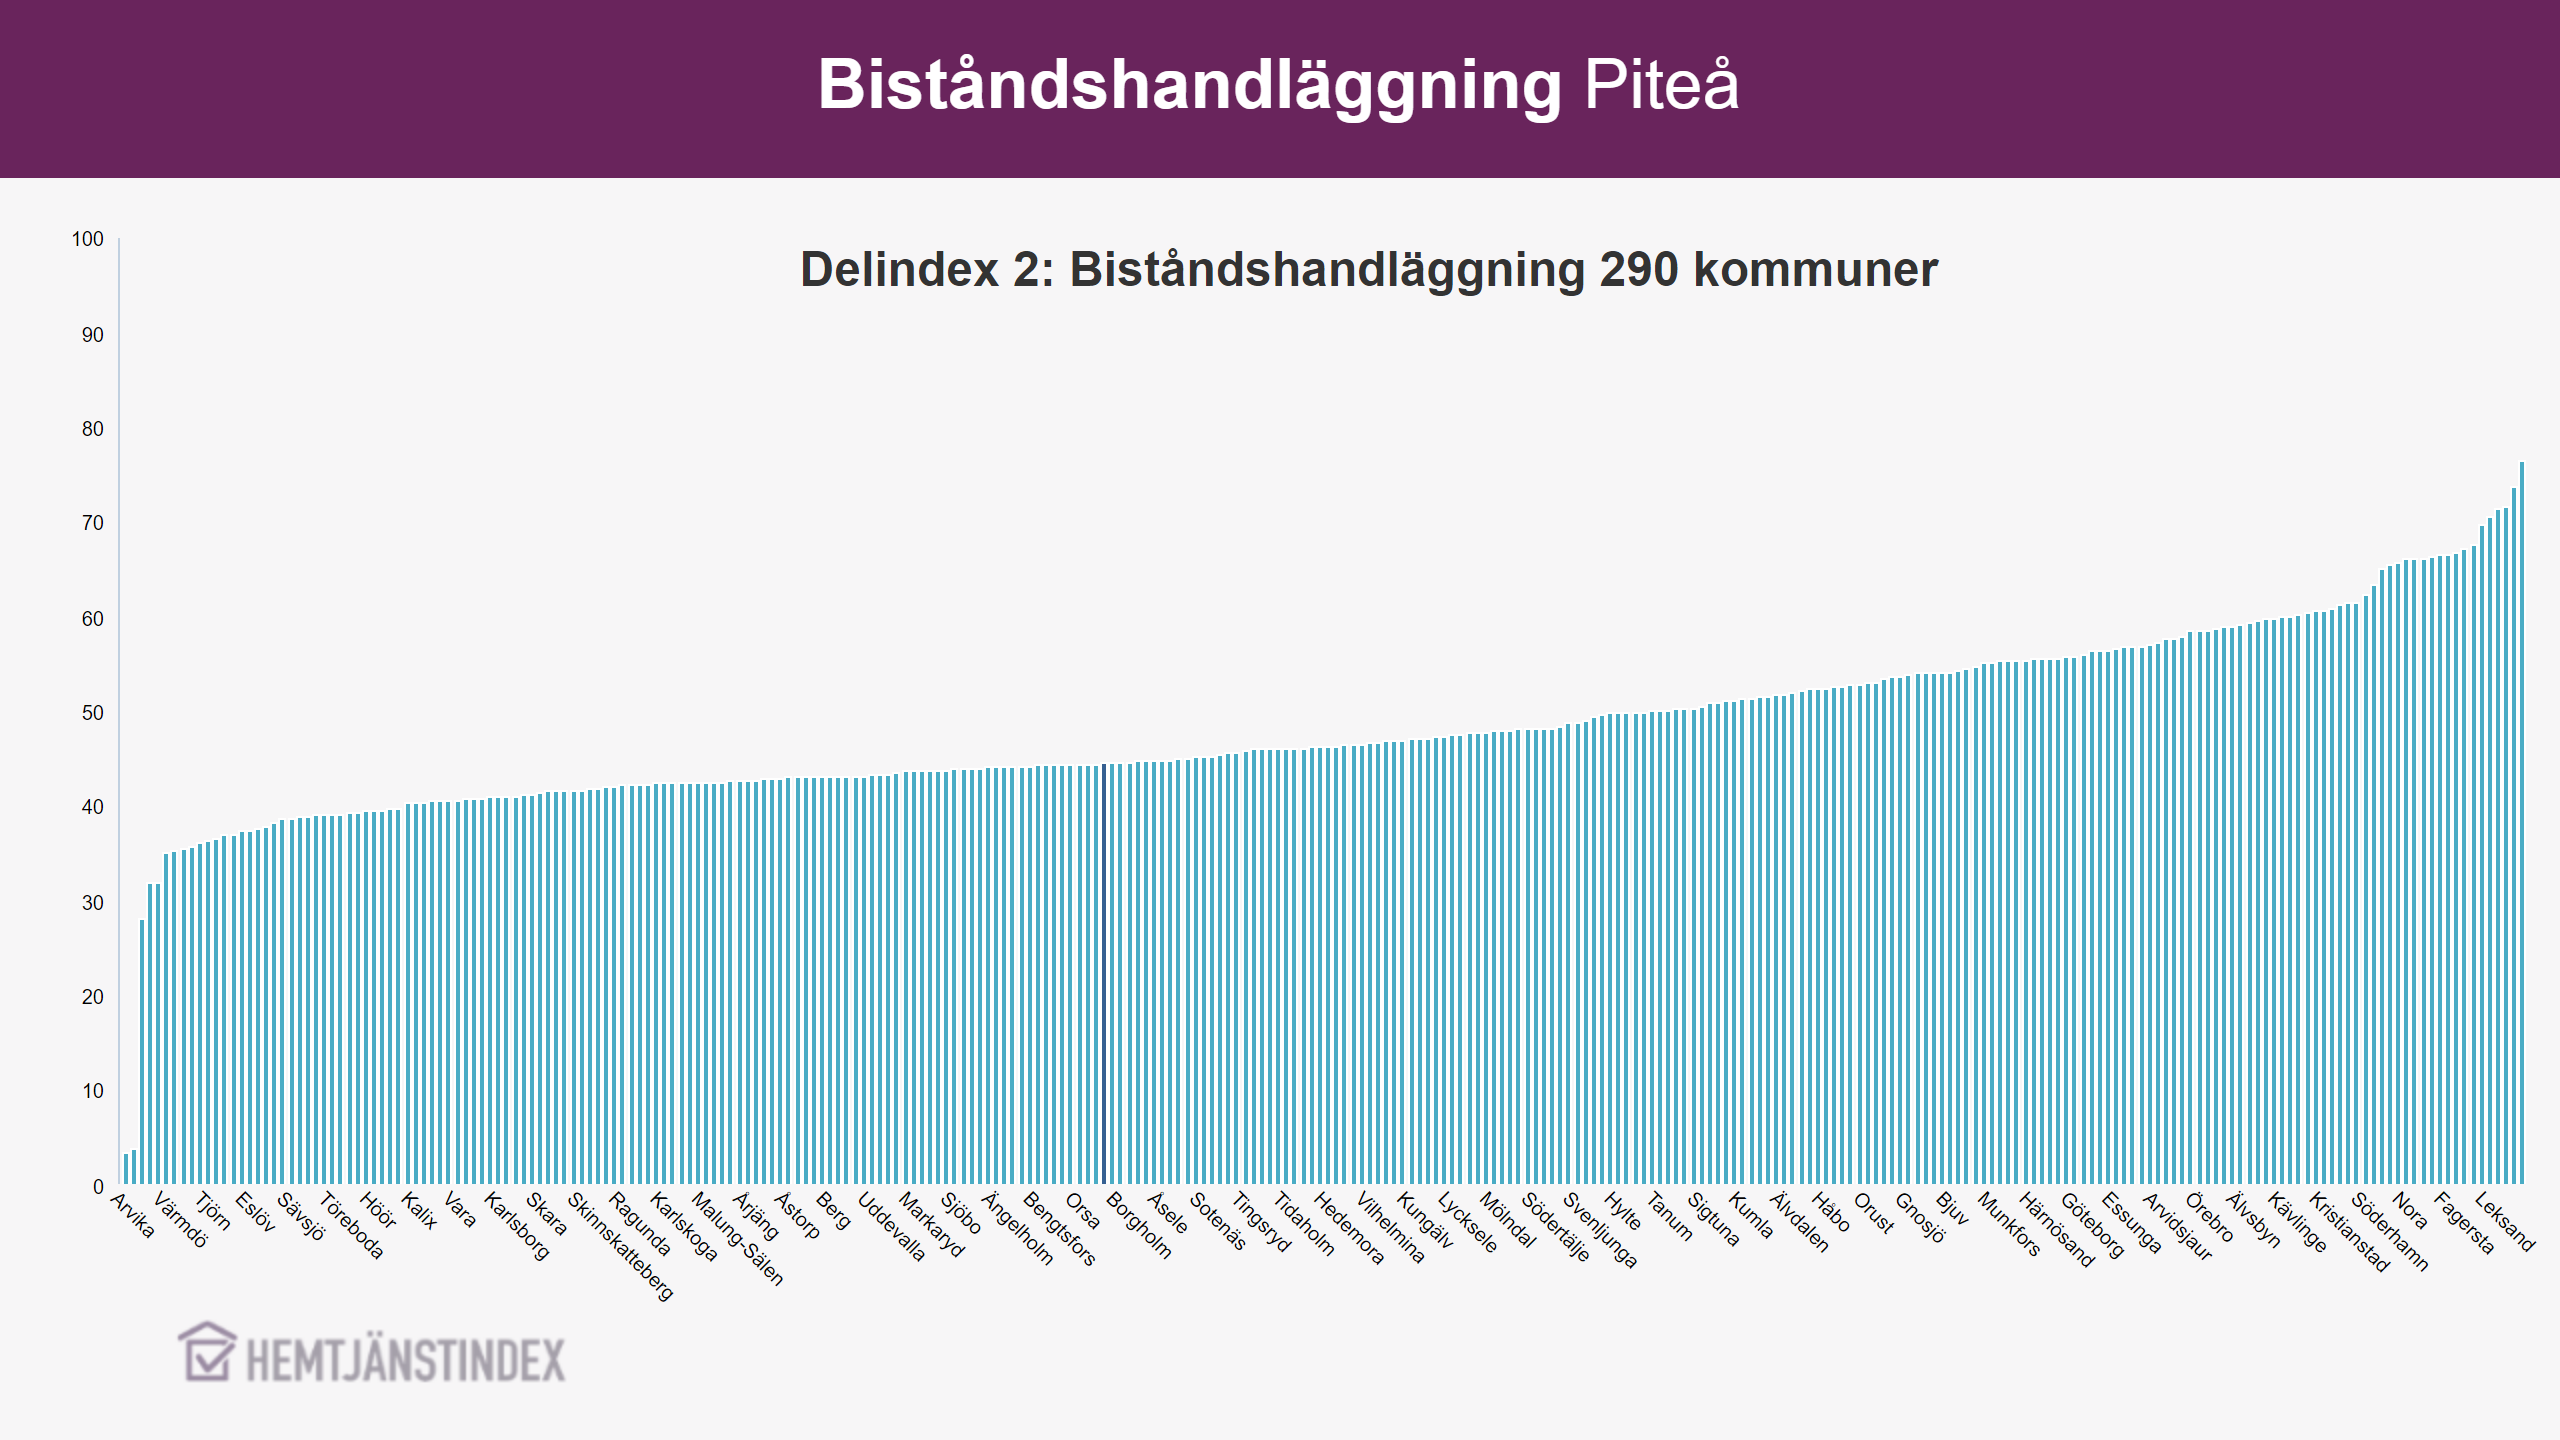 Biståndshandläggning Piteå
Delindex 2: Biståndshandläggning 290 kommuner
100
90
80
70
60
50
40
30
20
10
0
Arvika
Värmdö
Tjörn
Eslöv
Sävsjö
Töreboda
Höör
Kalix
Vara
Karlsborg
Skara
Skinnskatteberg
Ragunda
Karlskoga
Malung-Sälen
Årjäng
Åstorp
Berg
Uddevalla
Markaryd
Sjöbo
Ängelholm
Bengtsfors
Orsa
Borgholm
Åsele
Sotenäs
Tingsryd
Tidaholm
Hedemora
Vilhelmina
Kungälv
Lycksele
Mölndal
Södertälje
Svenljunga
Hylte
Tanum
Sigtuna
Kumla
Älvdalen
Håbo
Orust
Gnosjö
Bjuv
Munkfors
Härnösand
Göteborg
Essunga
Arvidsjaur
Örebro
Älvsbyn
Kävlinge
Kristianstad
Söderhamn
Nora
Fagersta
Leksand
HEMTJÄNSTINDEX